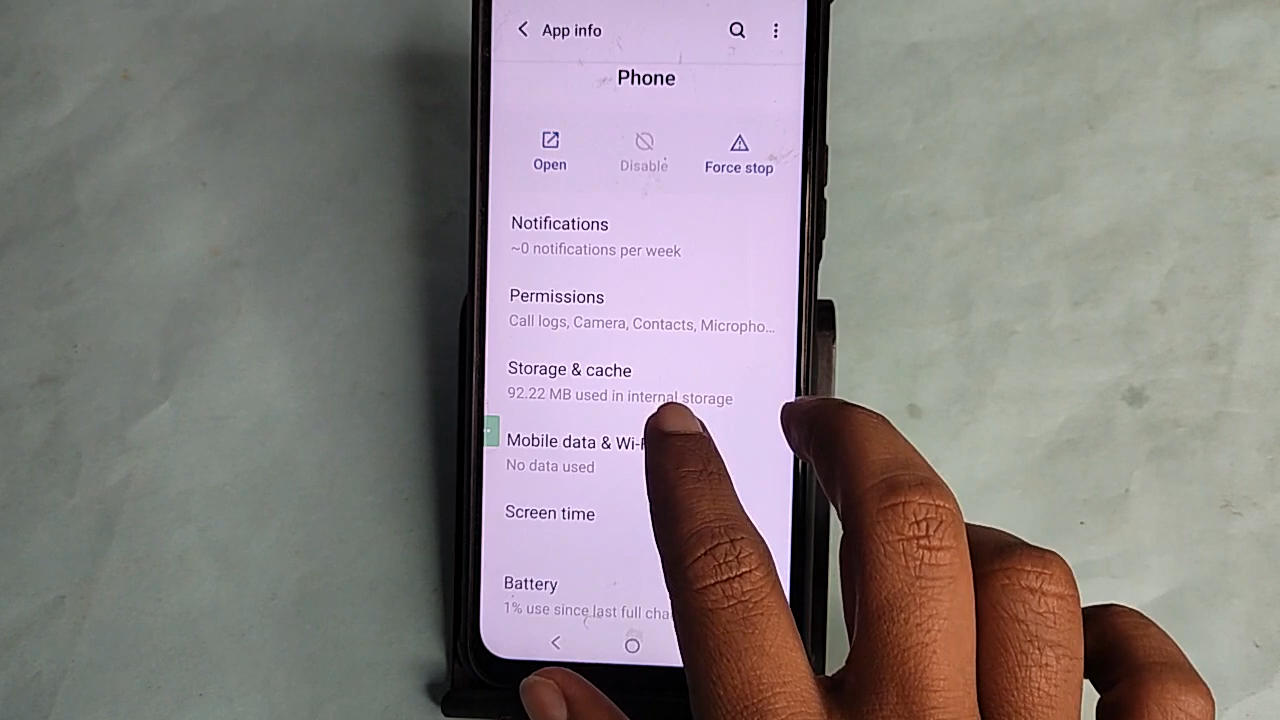 App info
Phone
Open
Disable
Force stop
Notifications
~0 notifications per week
Permissions
Call logs, Camera, Contacts, Micropho...
Storage & cache
92.22 MB used in internal storage
Mobile data & Wi-
No data used
Screen time
Battery
1% use since last full cha